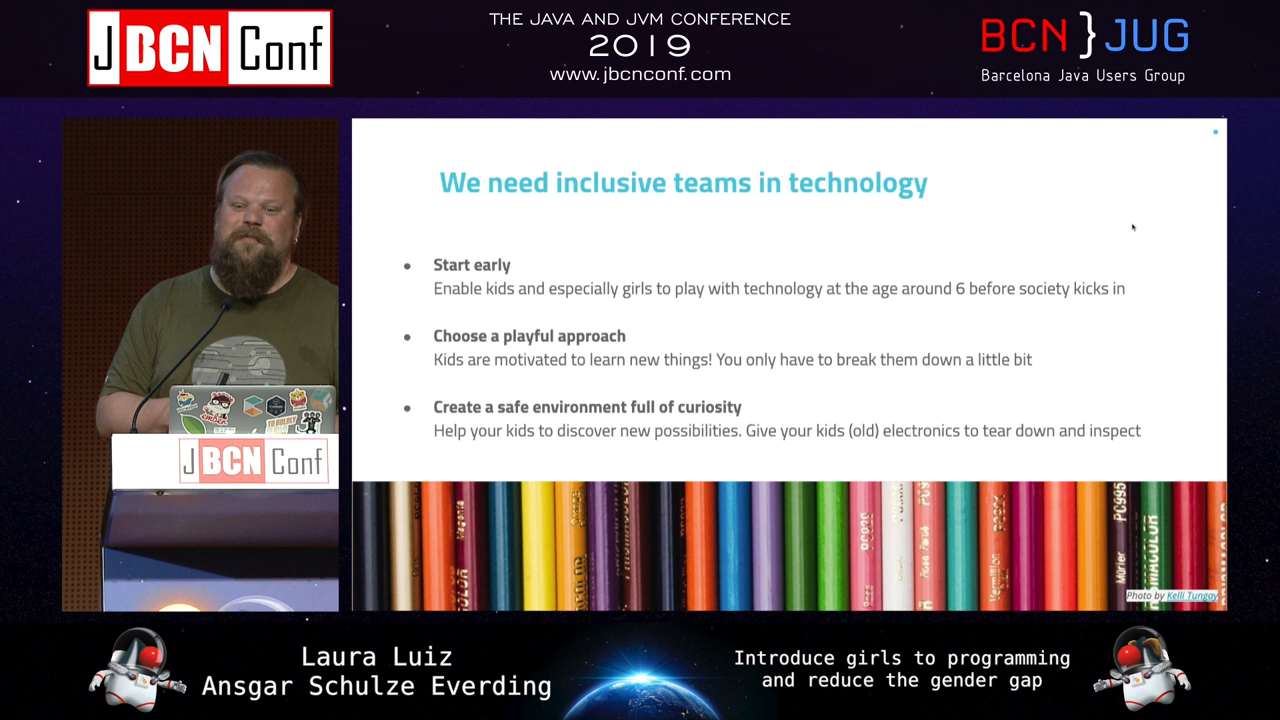 JBCNConf
THE JAVA AND JVM CONFERENCE
2019
www.jbcnconf.com
BCN}JUG
Barcelona Java Users Group
We need inclusive teams in technology
Start early
Enable kids and especially girls to play with technology at the age around 6 before society kicks in
Choose a playful approach
Kids are motivated to learn new things! You only have to break them down a little bit
Create a safe environment full of curiosity
Help your kids to discover new possibilities. Give your kids (old) electronics to tear down and inspect
JBCNConf
Magenta
PC995
Photo by Kelli Tungay
Laura Luiz
Ansgar Schulze Everding
Introduce girls to programming
and reduce the gender gap